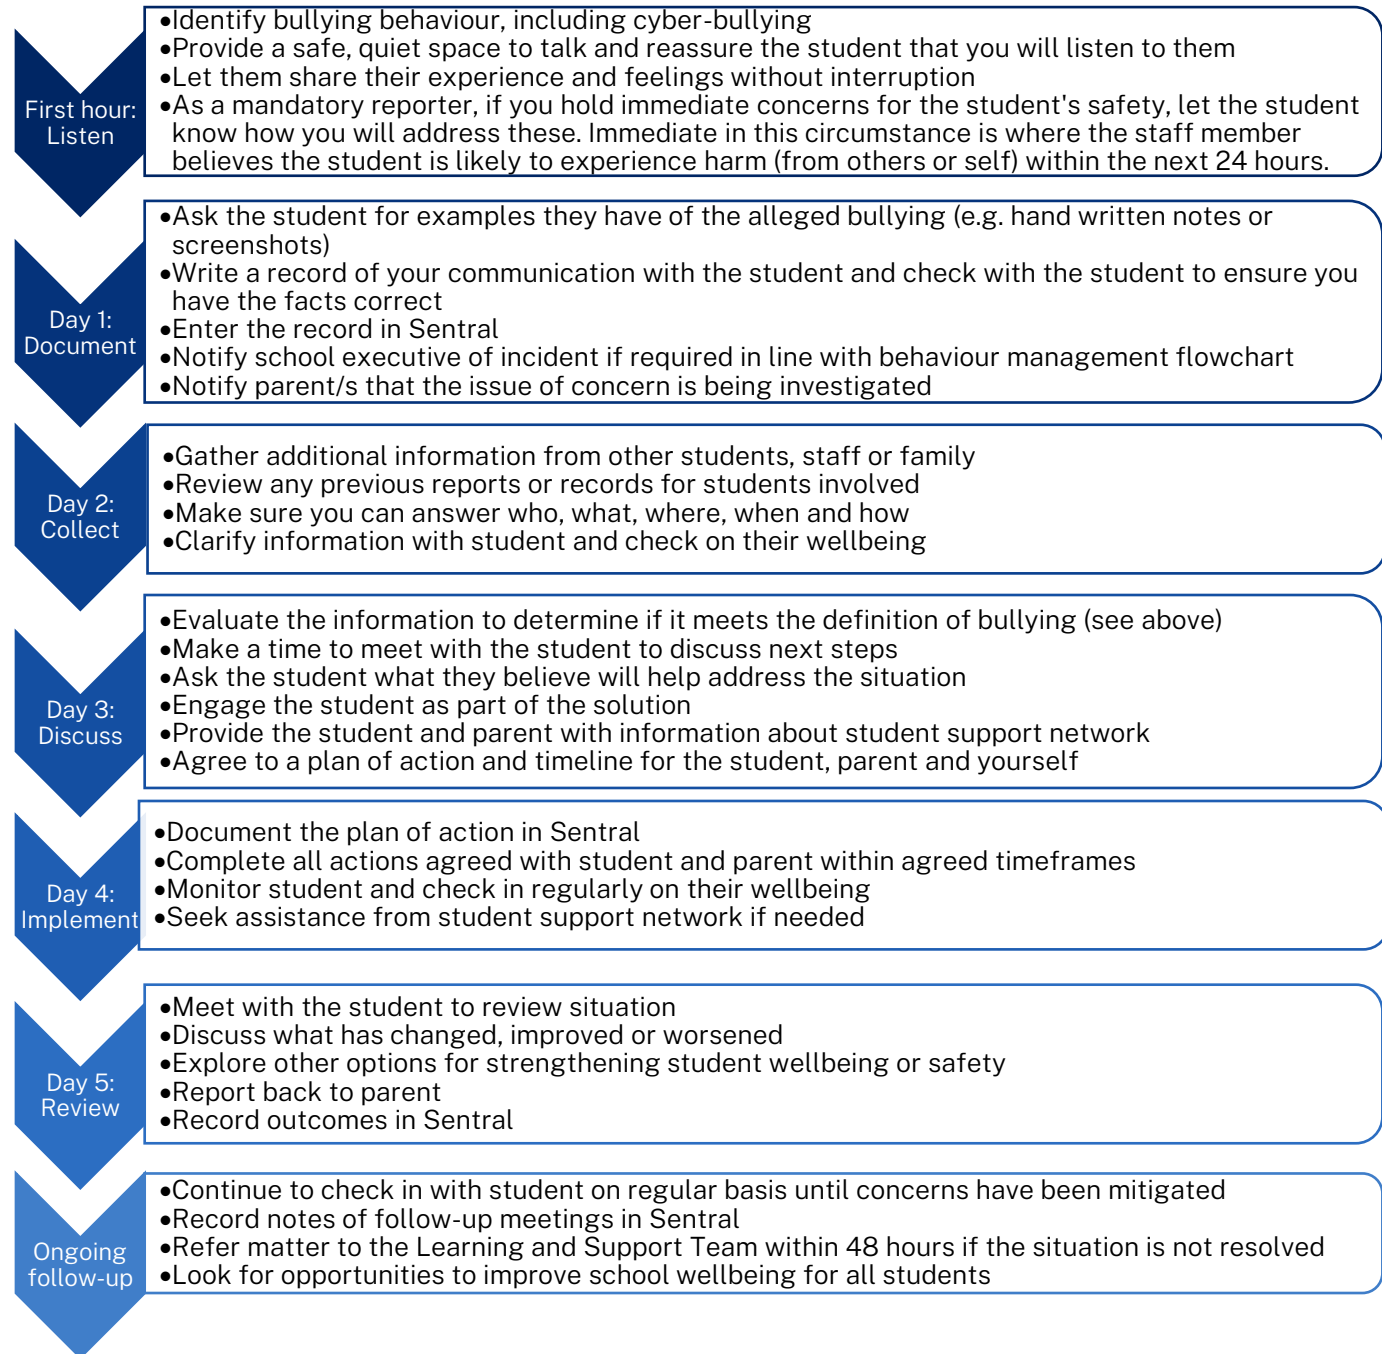 First hour:
Listen
•Identify bullying behaviour, including cyber-bullying
•Provide a safe, quiet space to talk and reassure the student that you will listen to them
•Let them share their experience and feelings without interruption
•As a mandatory reporter, if you hold immediate concerns for the student's safety, let the student
know how you will address these. Immediate in this circumstance is where the staff member
believes the student is likely to experience harm (from others or self) within the next 24 hours.
Day 1:
Document
•Ask the student for examples they have of the alleged bullying (e.g. hand written notes or
screenshots)
•Write a record of your communication with the student and check with the student to ensure you
have the facts correct
•Enter the record in Sentral
•Notify school executive of incident if required in line with behaviour management flowchart
•Notify parent/s that the issue of concern is being investigated
Day 2:
Collect
•Gather additional information from other students, staff or family
•Review any previous reports or records for students involved
•Make sure you can answer who, what, where, when and how
•Clarify information with student and check on their wellbeing
Day 3:
Discuss
•Evaluate the information to determine if it meets the definition of bullying (see above)
•Make a time to meet with the student to discuss next steps
•Ask the student what they believe will help address the situation
•Engage the student as part of the solution
•Provide the student and parent with information about student support network
•Agree to a plan of action and timeline for the student, parent and yourself
Day 4:
Implement
•Document the plan of action in Sentral
•Complete all actions agreed with student and parent within agreed timeframes
•Monitor student and check in regularly on their wellbeing
•Seek assistance from student support network if needed
Day 5:
Review
•Meet with the student to review situation
•Discuss what has changed, improved or worsened
•Explore other options for strengthening student wellbeing or safety
•Report back to parent
•Record outcomes in Sentral
Ongoing
follow-up
•Continue to check in with student on regular basis until concerns have been mitigated
•Record notes of follow-up meetings in Sentral
•Refer matter to the Learning and Support Team within 48 hours if the situation is not resolved
•Look for opportunities to improve school wellbeing for all students